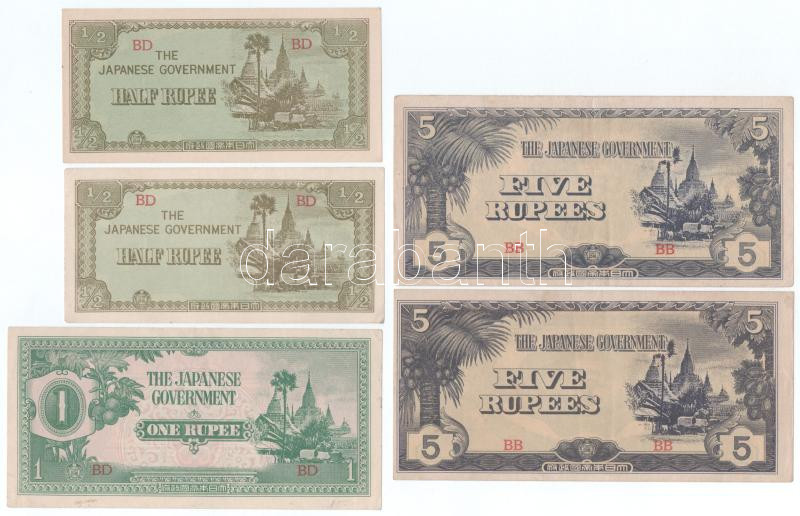 1/2 1/2
BD BD
THE
JAPANESE GOVERNMENT
HALF RUPEE
1/2 1/2
1/2 1/2
BD BD
THE
JAPANESE GOVERNMENT
HALF RUPEE
1/2 1/2
1
THE JAPANESE
GOVERNMENT
ONE RUPEE
BD BD
1 1
5 5
THE JAPANESE GOVERNMENT
FIVE
RUPEES
BB BB
5 5
5 5
THE JAPANESE GOVERNMENT
FIVE
RUPEES
BB BB
5 5
darabanth